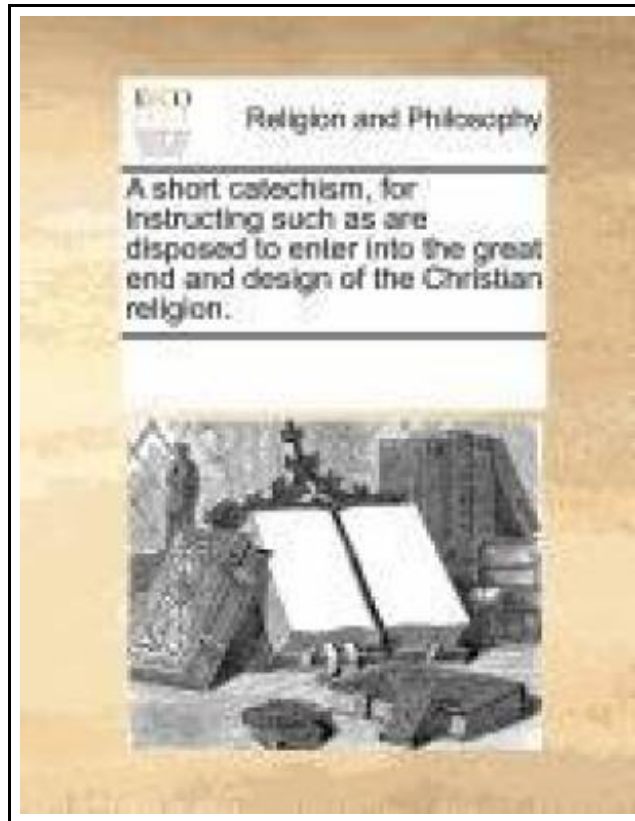 ECCO
Religion and Philosophy
A short catechism, for
instructing such as are
disposed to enter into the great
end and design of the Christian
religion.